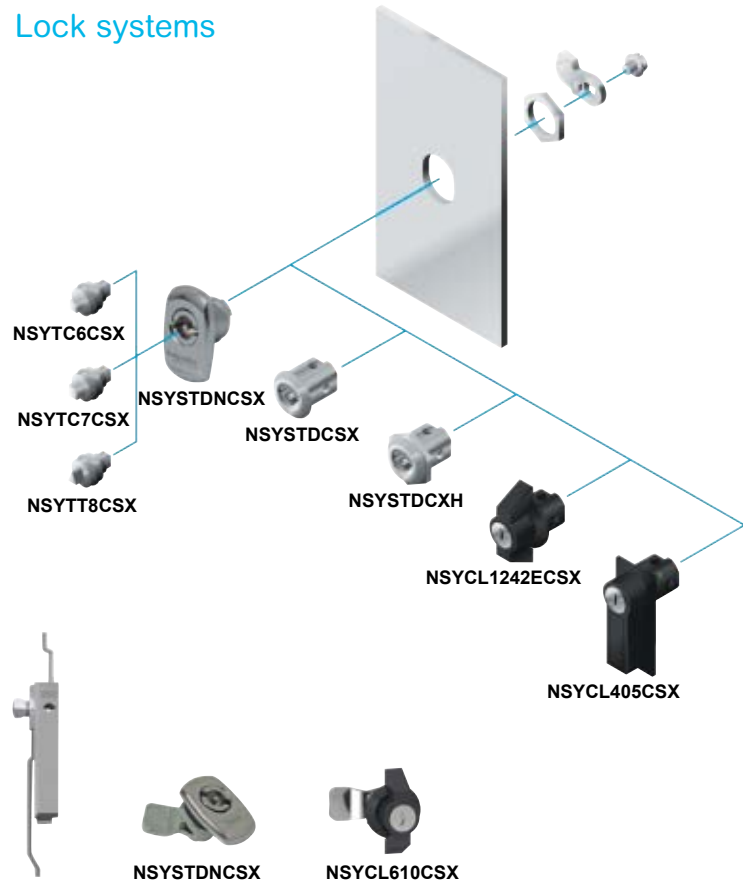 Lock systems
NSYTC6CSX
NSYTC7CSX
NSYTT8CSX
NSYSTDNCSX
NSYSTDCSX
NSYSTDCXH
NSYCL1242ECSX
NSYCL405CSX
NSYSTDNCSX
NSYCL610CSX